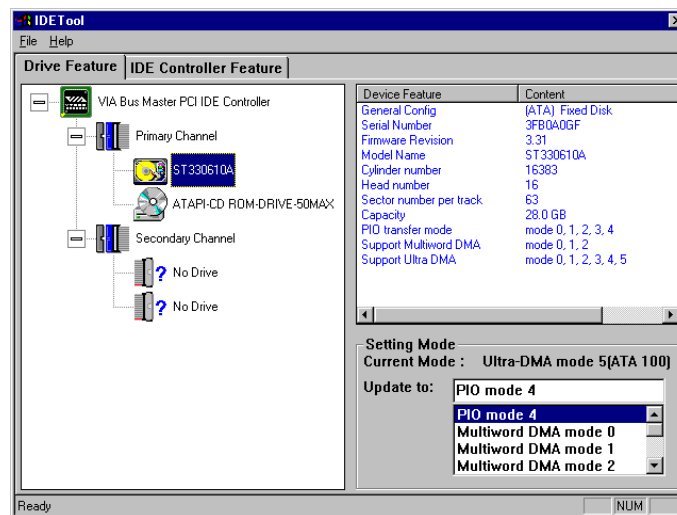 IDETool
File Help
Drive Feature IDE Controller Feature
VIA Bus Master PCI IDE Controller
Primary Channel
ST330610A
ATAPI-CD ROM-DRIVE-50MAX
Secondary Channel
No Drive
No Drive
Device Feature Content
General Config (ATA) Fixed Disk
Serial Number 3FB0A0GF
Firmware Revision 3.31
Model Name ST330610A
Cylinder number 16383
Head number 16
Sector number per track 63
Capacity 28.0 GB
PIO transfer mode mode 0, 1, 2, 3, 4
Support Multiword DMA mode 0, 1, 2
Support Ultra DMA mode 0, 1, 2, 3, 4, 5
Setting Mode
Current Mode : Ultra-DMA mode 5(ATA 100)
Update to: PIO mode 4
PIO mode 4
Multiword DMA mode 0
Multiword DMA mode 1
Multiword DMA mode 2
Ready NUM